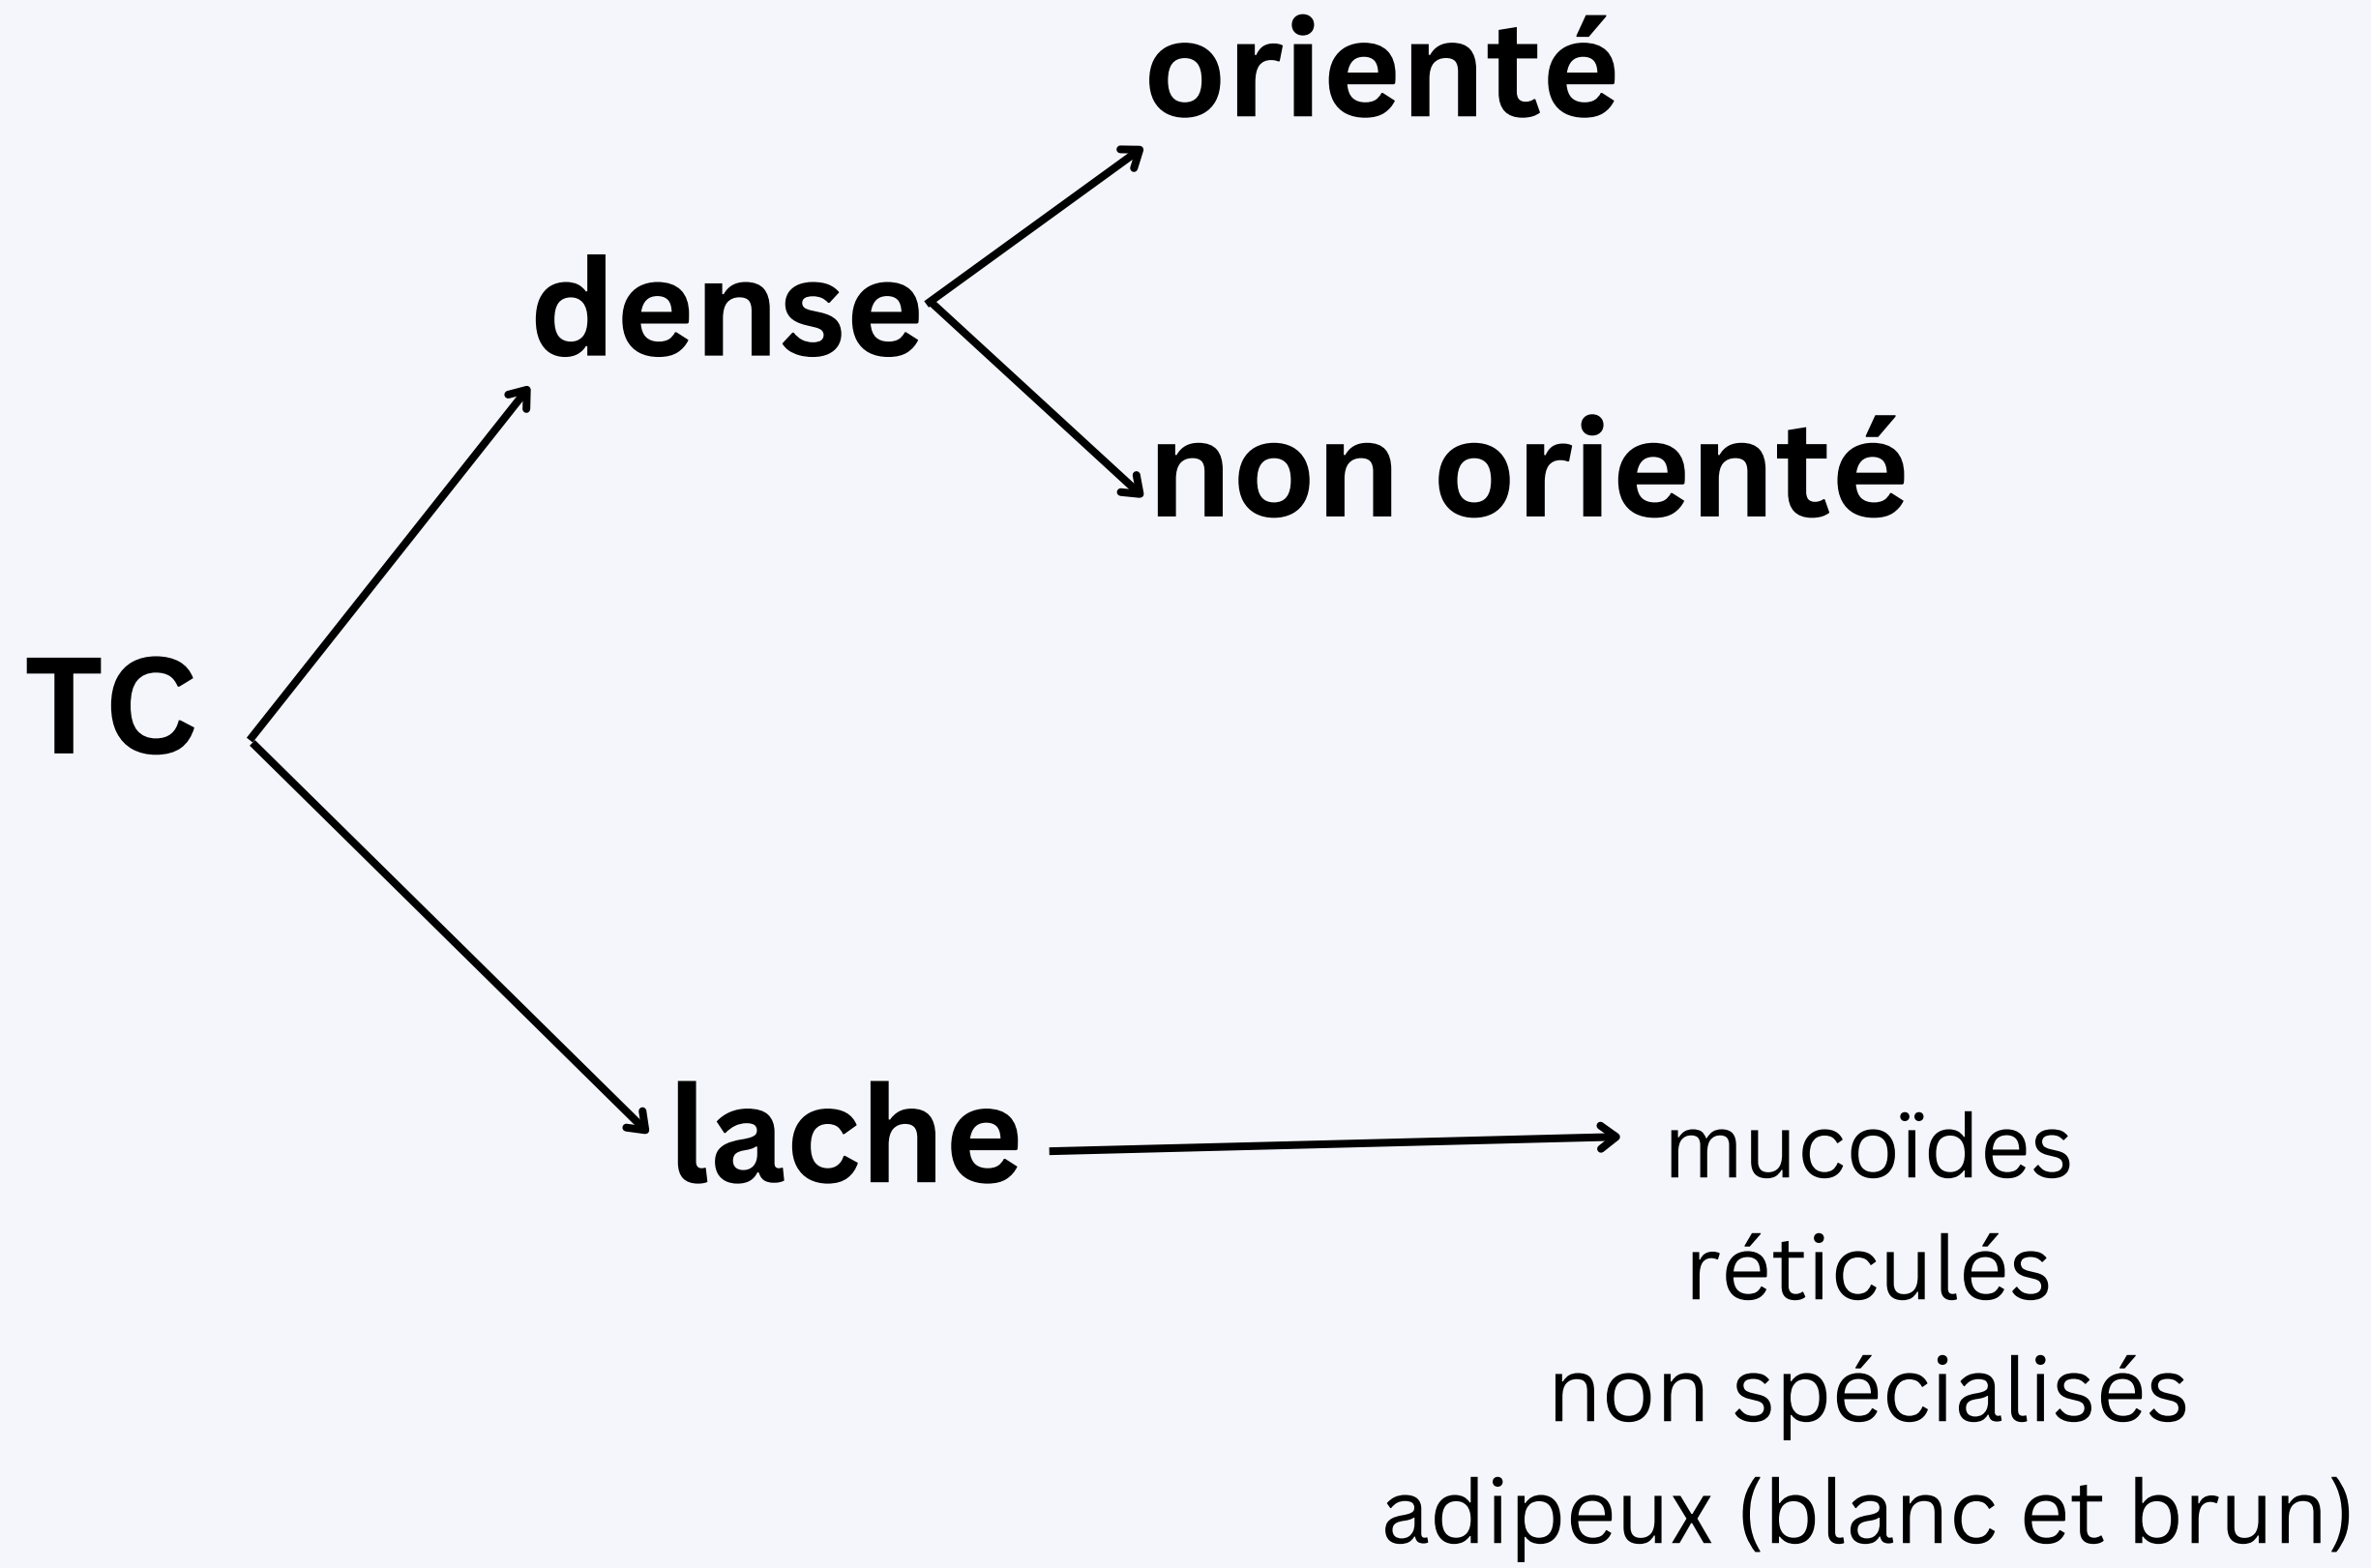 orienté
dense
non orienté
TC
lache
mucoïdes
réticulés
non spécialisés
adipeux (blanc et brun)